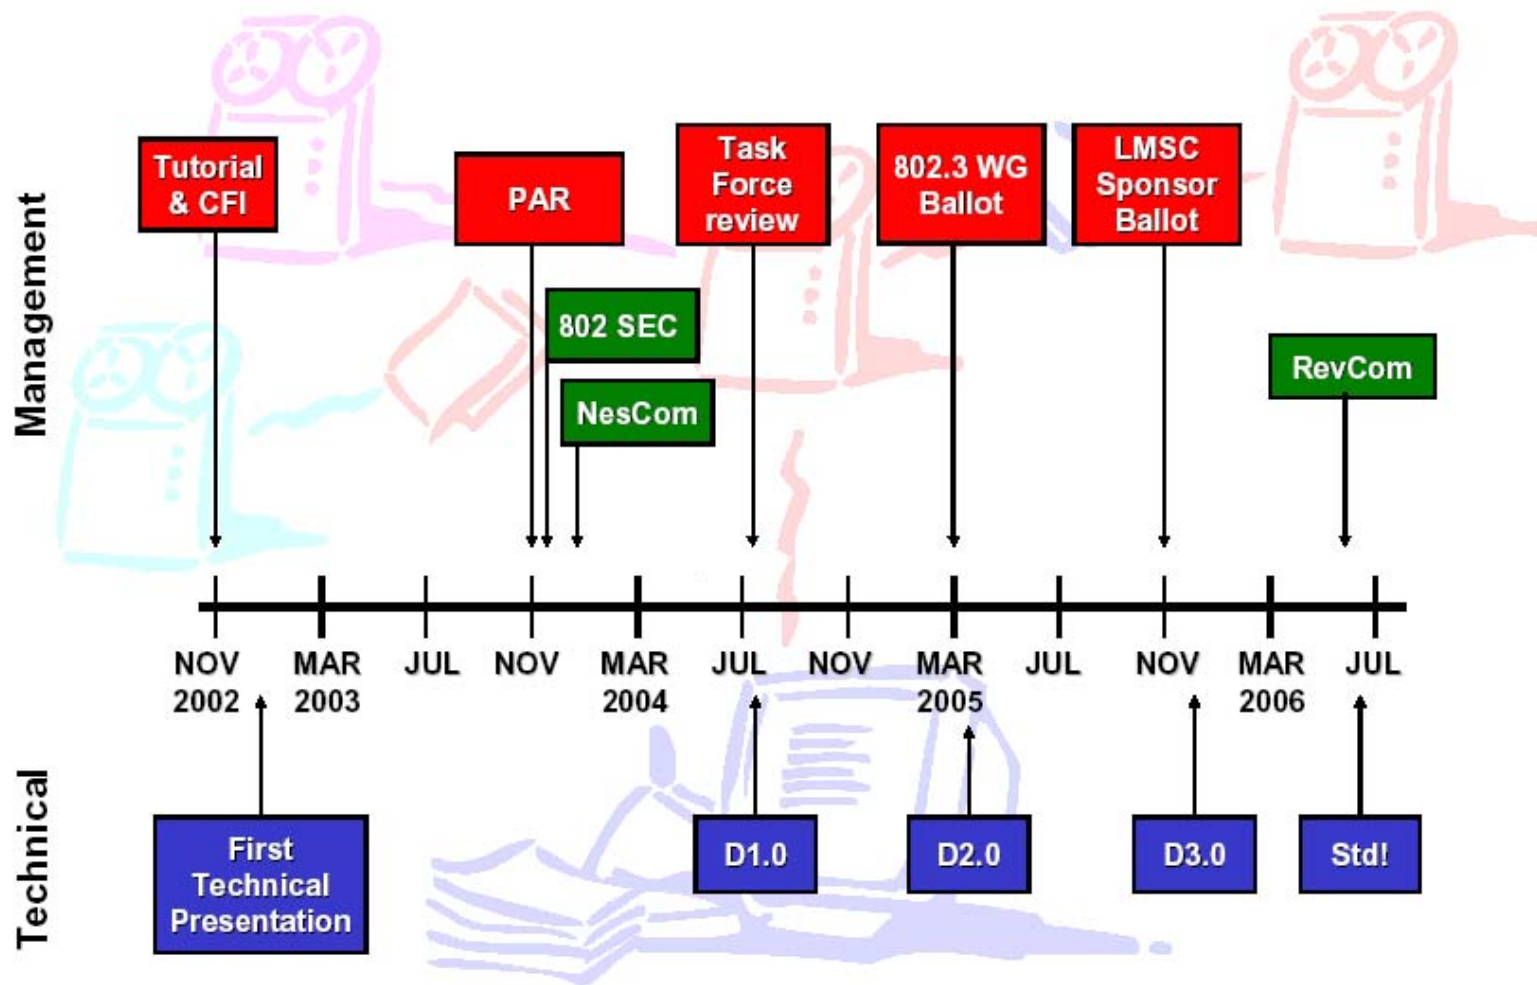 Management
Tutorial
& CFI
PAR
Task
Force
review
802.3 WG
Ballot
LMSC
Sponsor
Ballot
802 SEC
NesCom
RevCom
NOV MAR JUL NOV MAR JUL NOV MAR JUL NOV MAR JUL
2002 2003 2004 2005 2006
Technical
First
Technical
Presentation
D1.0
D2.0
D3.0
Std!